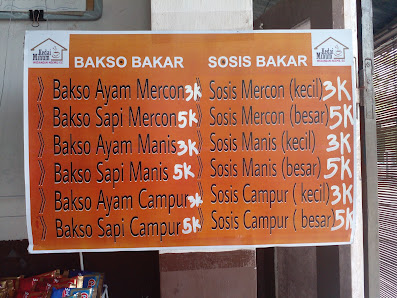 Kedai
Minum
Kedai
Minum
BAKSO BAKAR
Bakso Ayam Mercon 3K
Bakso Sapi Mercon 5K
Bakso Ayam Manis 3K
Bakso Sapi Manis 5K
Bakso Ayam Campur 3K
Bakso Sapi Campur 5K
SOSIS BAKAR
Sosis Mercon (kecil) 3K
Sosis Mercon (besar) 5K
Sosis Manis (kecil) 3K
Sosis Manis (besar) 5K
Sosis Campur ( kecil) 3K
Sosis Campur ( besar) 5K